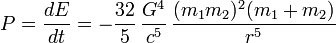 P = \frac{dE}{dt} = -\frac{32}{5} \frac{G^4}{c^5} \frac{(m_1 m_2)^2 (m_1 + m_2)}{r^5}